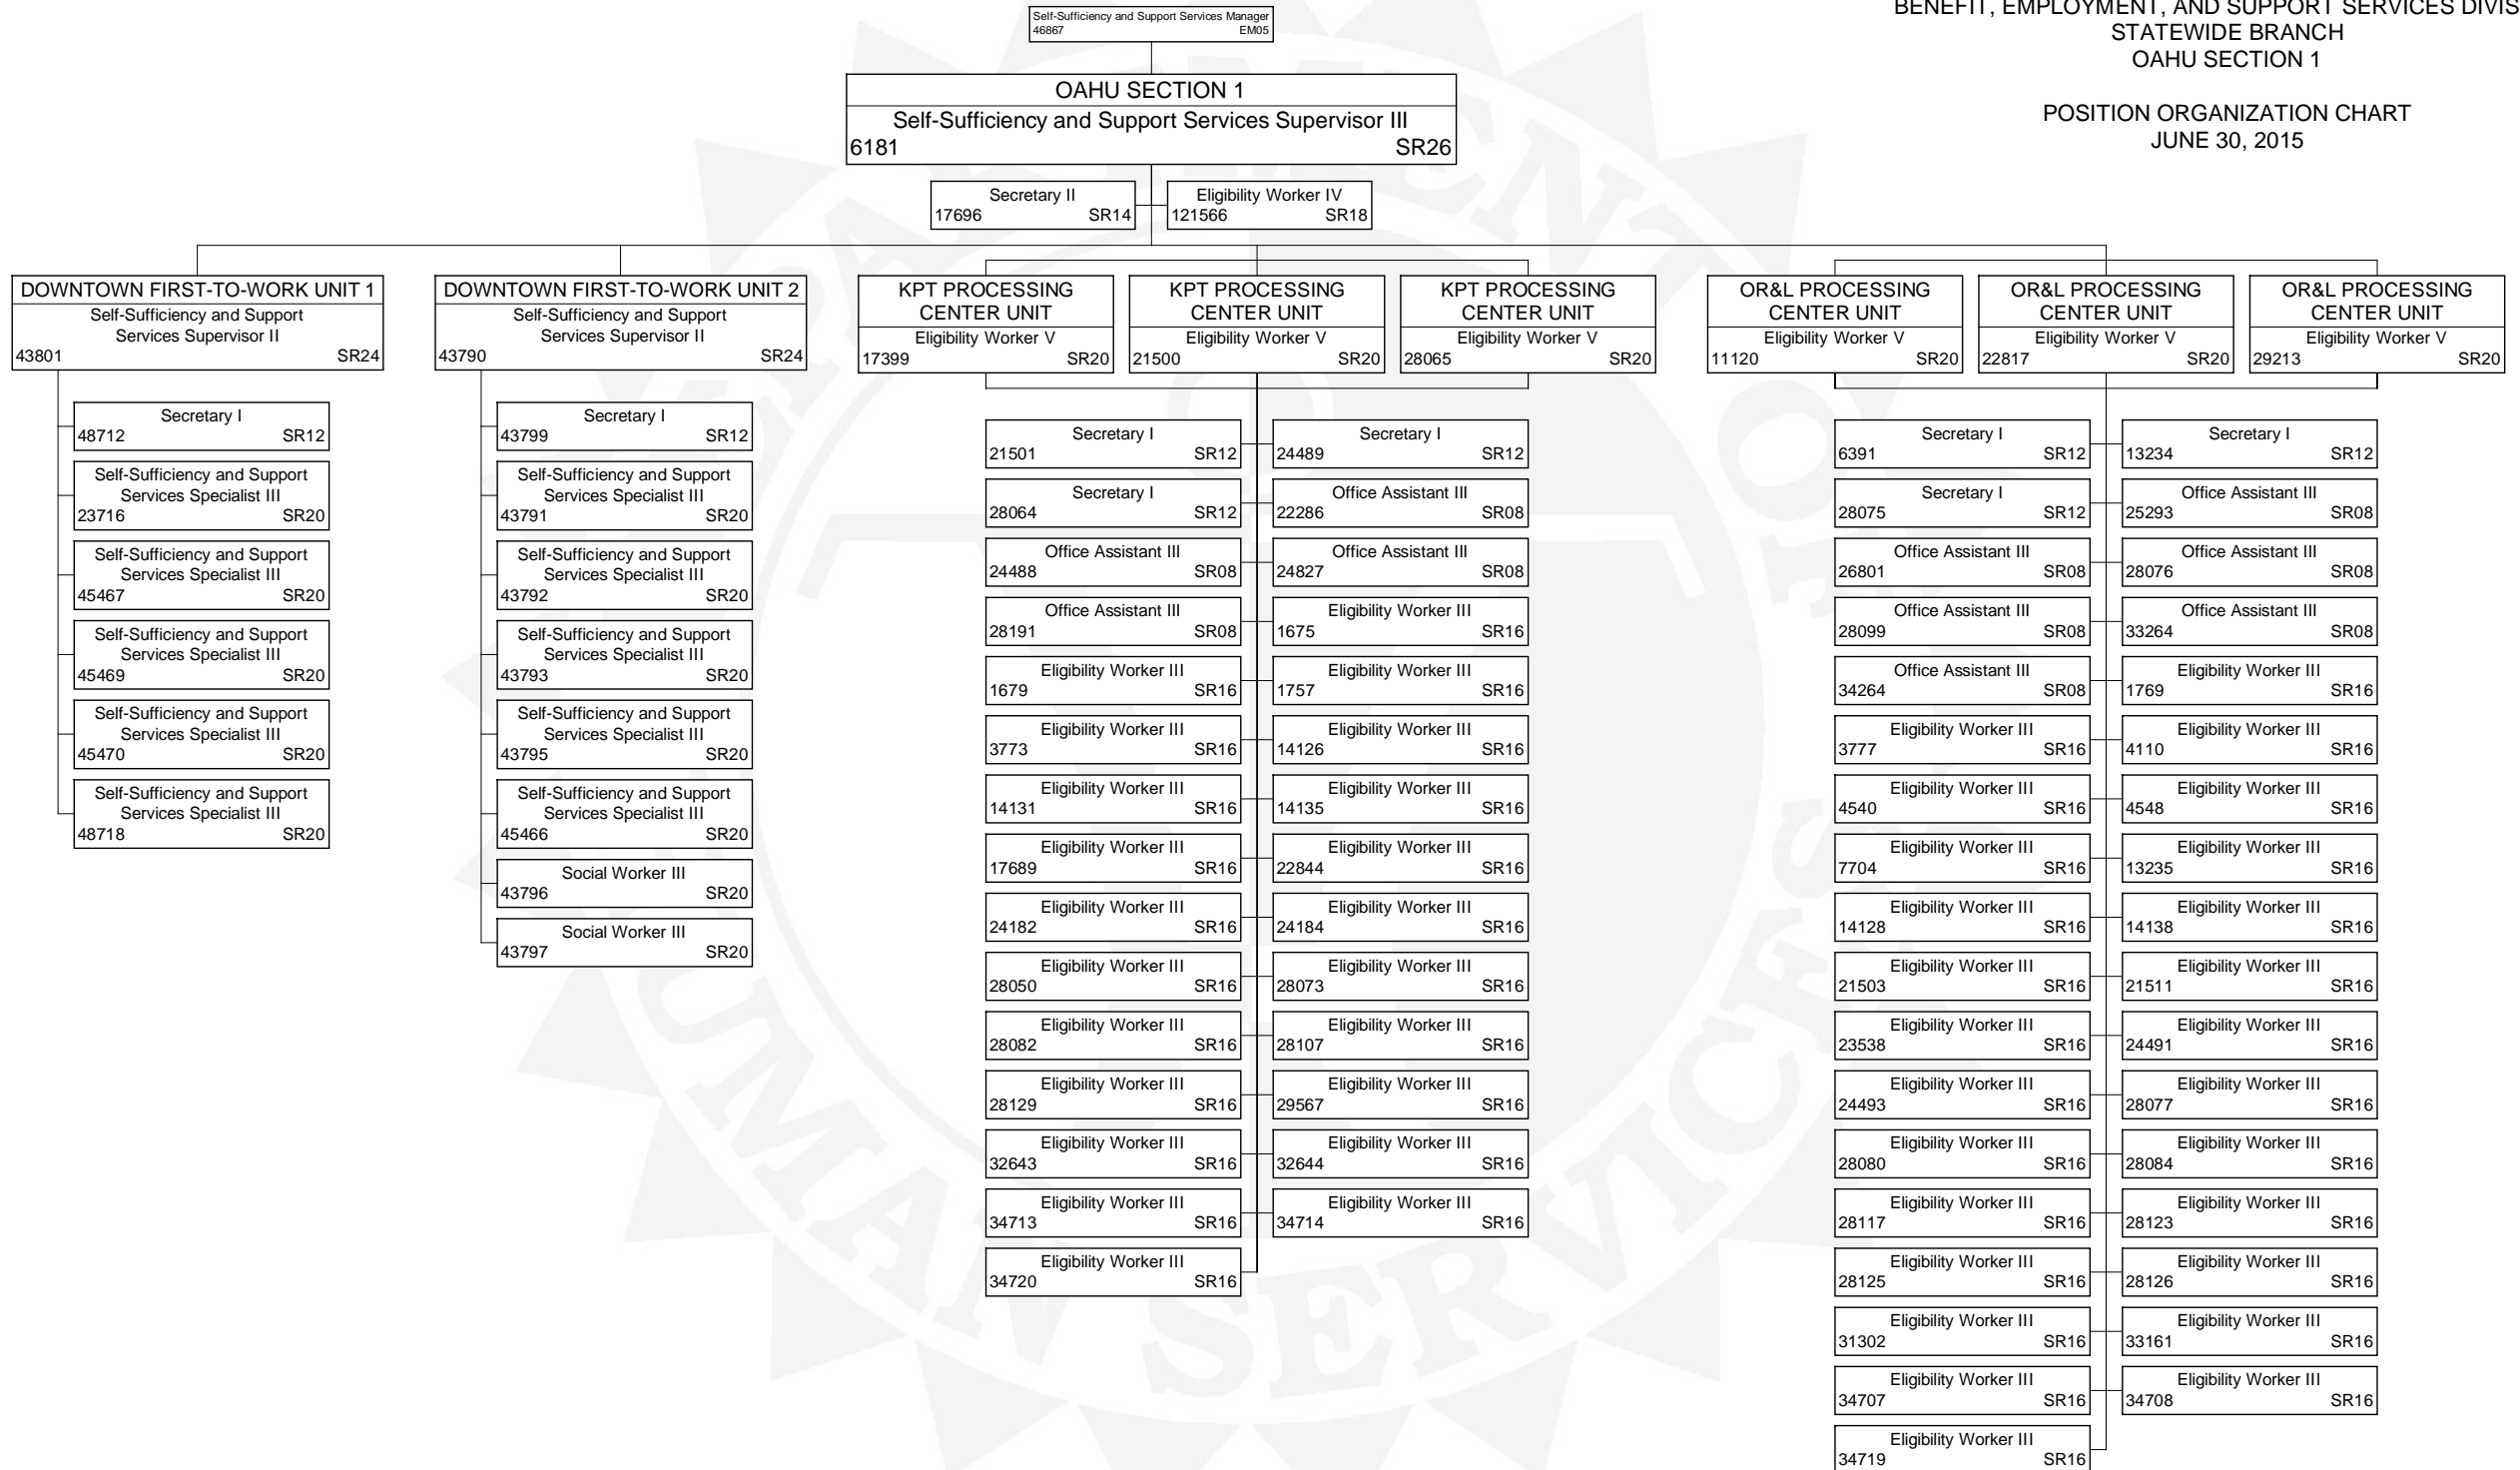 Self-Sufficiency and Support Services Manager
46867 EM05
BENEFIT, EMPLOYMENT, AND SUPPORT SERVICES DIVIS
STATEWIDE BRANCH
OAHU SECTION 1
POSITION ORGANIZATION CHART
JUNE 30, 2015
OAHU SECTION 1
Self-Sufficiency and Support Services Supervisor III
6181 SR26
Secretary II
17696 SR14
Eligibility Worker IV
121566 SR18
DOWNTOWN FIRST-TO-WORK UNIT 1
Self-Sufficiency and Support
Services Supervisor II
43801 SR24
Secretary I
48712 SR12
Self-Sufficiency and Support
Services Specialist III
23716 SR20
Self-Sufficiency and Support
Services Specialist III
45467 SR20
Self-Sufficiency and Support
Services Specialist III
45469 SR20
Self-Sufficiency and Support
Services Specialist III
45470 SR20
Self-Sufficiency and Support
Services Specialist III
48718 SR20
DOWNTOWN FIRST-TO-WORK UNIT 2
Self-Sufficiency and Support
Services Supervisor II
43790 SR24
Secretary I
43799 SR12
Self-Sufficiency and Support
Services Specialist III
43791 SR20
Self-Sufficiency and Support
Services Specialist III
43792 SR20
Self-Sufficiency and Support
Services Specialist III
43793 SR20
Self-Sufficiency and Support
Services Specialist III
43795 SR20
Self-Sufficiency and Support
Services Specialist III
45466 SR20
Social Worker III
43796 SR20
Social Worker III
43797 SR20
KPT PROCESSING
CENTER UNIT
Eligibility Worker V
17399 SR20
KPT PROCESSING
CENTER UNIT
Eligibility Worker V
21500 SR20
KPT PROCESSING
CENTER UNIT
Eligibility Worker V
28065 SR20
Secretary I
21501 SR12
Secretary I
24489 SR12
Secretary I
28064 SR12
Office Assistant III
22286 SR08
Office Assistant III
24488 SR08
Office Assistant III
24827 SR08
Office Assistant III
28191 SR08
Eligibility Worker III
1675 SR16
Eligibility Worker III
1679 SR16
Eligibility Worker III
1757 SR16
Eligibility Worker III
3773 SR16
Eligibility Worker III
14126 SR16
Eligibility Worker III
14131 SR16
Eligibility Worker III
14135 SR16
Eligibility Worker III
17689 SR16
Eligibility Worker III
22844 SR16
Eligibility Worker III
24182 SR16
Eligibility Worker III
24184 SR16
Eligibility Worker III
28050 SR16
Eligibility Worker III
28073 SR16
Eligibility Worker III
28082 SR16
Eligibility Worker III
28107 SR16
Eligibility Worker III
28129 SR16
Eligibility Worker III
29567 SR16
Eligibility Worker III
32643 SR16
Eligibility Worker III
32644 SR16
Eligibility Worker III
34713 SR16
Eligibility Worker III
34714 SR16
Eligibility Worker III
34720 SR16
OR&L PROCESSING
CENTER UNIT
Eligibility Worker V
11120 SR20
OR&L PROCESSING
CENTER UNIT
Eligibility Worker V
22817 SR20
OR&L PROCESSING
CENTER UNIT
Eligibility Worker V
29213 SR20
Secretary I
6391 SR12
Secretary I
13234 SR12
Secretary I
28075 SR12
Office Assistant III
25293 SR08
Office Assistant III
26801 SR08
Office Assistant III
28076 SR08
Office Assistant III
28099 SR08
Office Assistant III
33264 SR08
Office Assistant III
34264 SR08
Eligibility Worker III
1769 SR16
Eligibility Worker III
3777 SR16
Eligibility Worker III
4110 SR16
Eligibility Worker III
4540 SR16
Eligibility Worker III
4548 SR16
Eligibility Worker III
7704 SR16
Eligibility Worker III
13235 SR16
Eligibility Worker III
14128 SR16
Eligibility Worker III
14138 SR16
Eligibility Worker III
21503 SR16
Eligibility Worker III
21511 SR16
Eligibility Worker III
23538 SR16
Eligibility Worker III
24491 SR16
Eligibility Worker III
24493 SR16
Eligibility Worker III
28077 SR16
Eligibility Worker III
28080 SR16
Eligibility Worker III
28084 SR16
Eligibility Worker III
28117 SR16
Eligibility Worker III
28123 SR16
Eligibility Worker III
28125 SR16
Eligibility Worker III
28126 SR16
Eligibility Worker III
31302 SR16
Eligibility Worker III
33161 SR16
Eligibility Worker III
34707 SR16
Eligibility Worker III
34708 SR16
Eligibility Worker III
34719 SR16